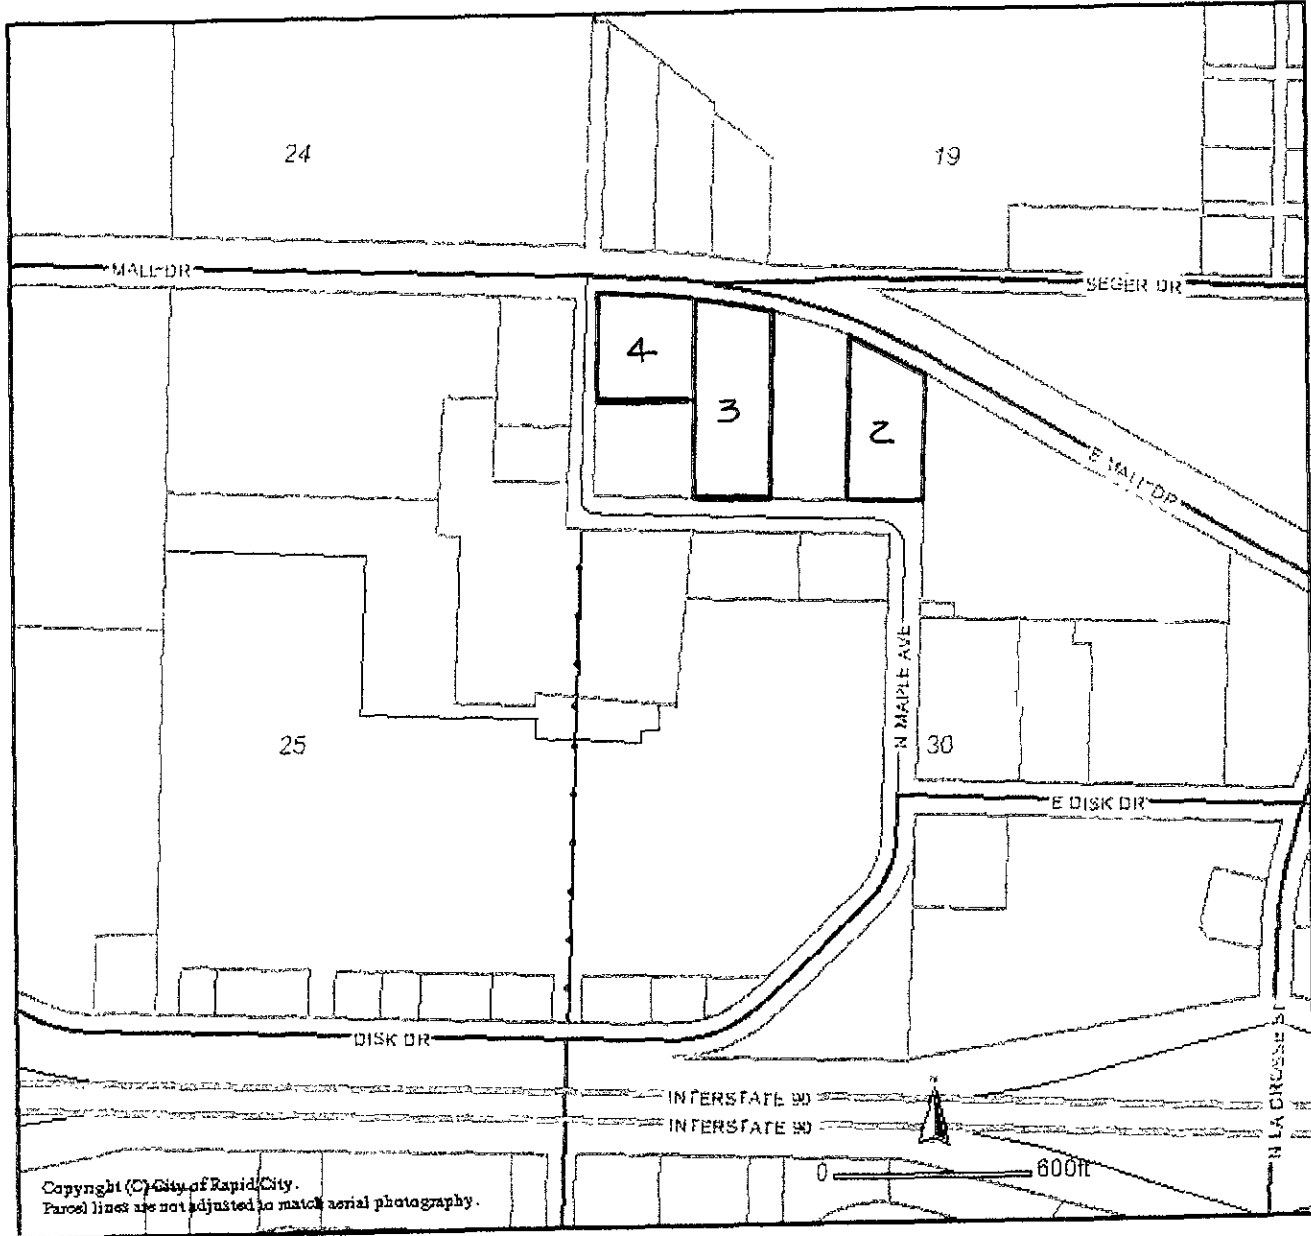 24
19
MALL DR
SEGER DR
4
3
2
E MALL DR
N MAPLE AVE
25
30
E DISK DR
DISK DR
N LA CROSSE ST
INTERSTATE 90
INTERSTATE 90
N
0 600ft
Copyright (C) City of Rapid City.
Parcel lines are not adjusted to match aerial photography.